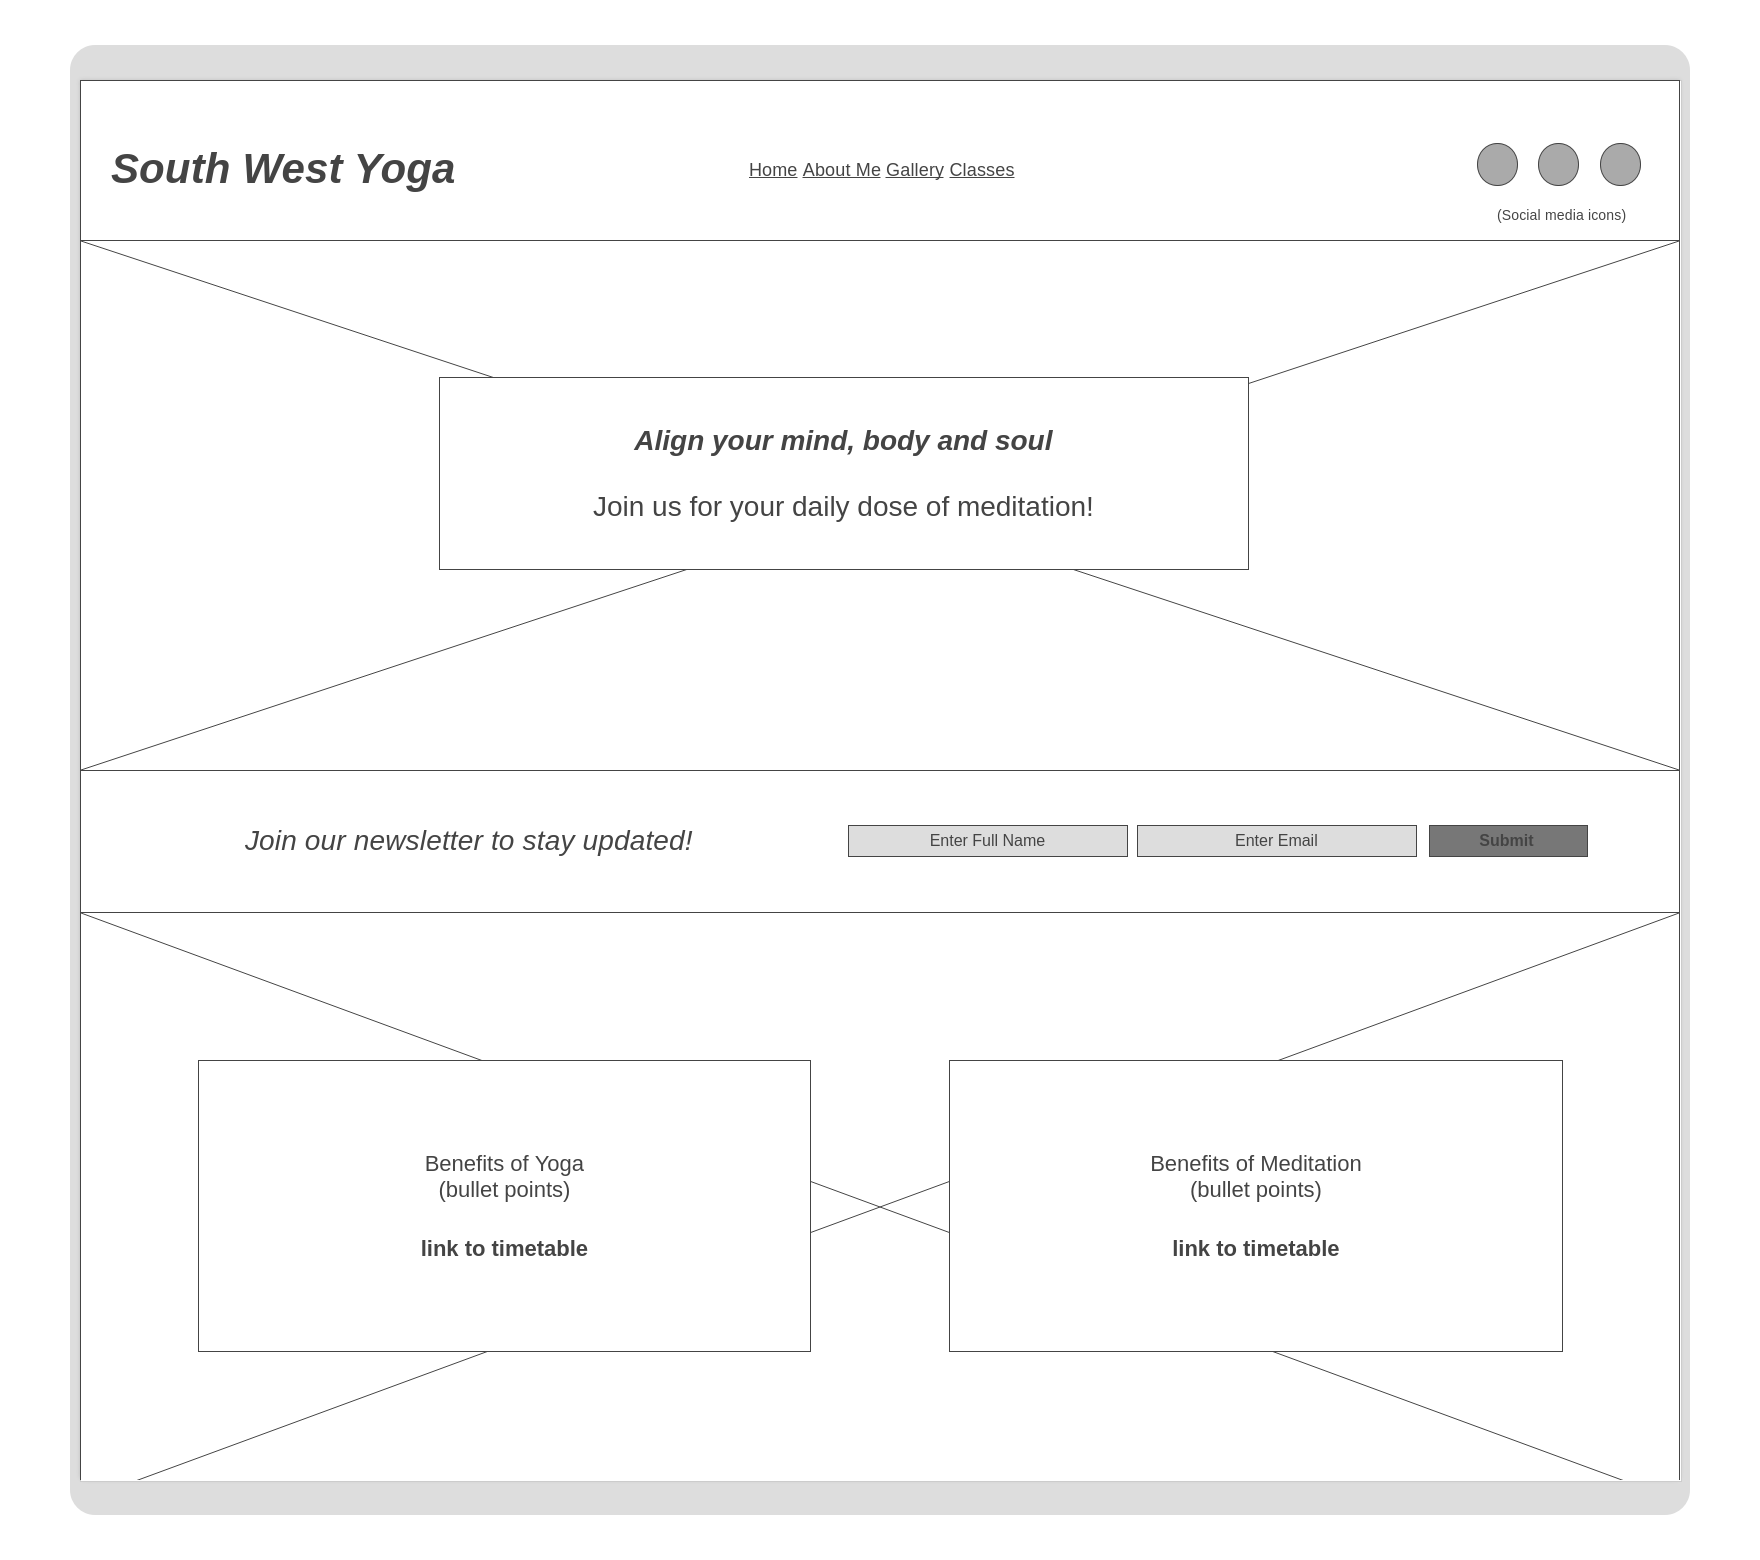 South West Yoga
Home About Me Gallery Classes
(Social media icons)
Align your mind, body and soul
Join us for your daily dose of meditation!
Join our newsletter to stay updated!
Enter Full Name
Enter Email
Submit
Benefits of Yoga
(bullet points)
link to timetable
Benefits of Meditation
(bullet points)
link to timetable